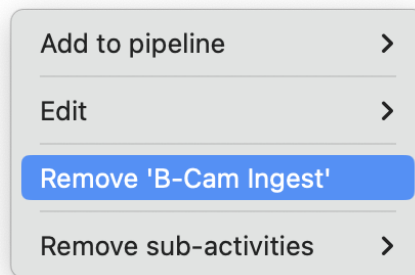 Add to pipeline
Edit
Remove 'B-Cam Ingest'
Remove sub-activities